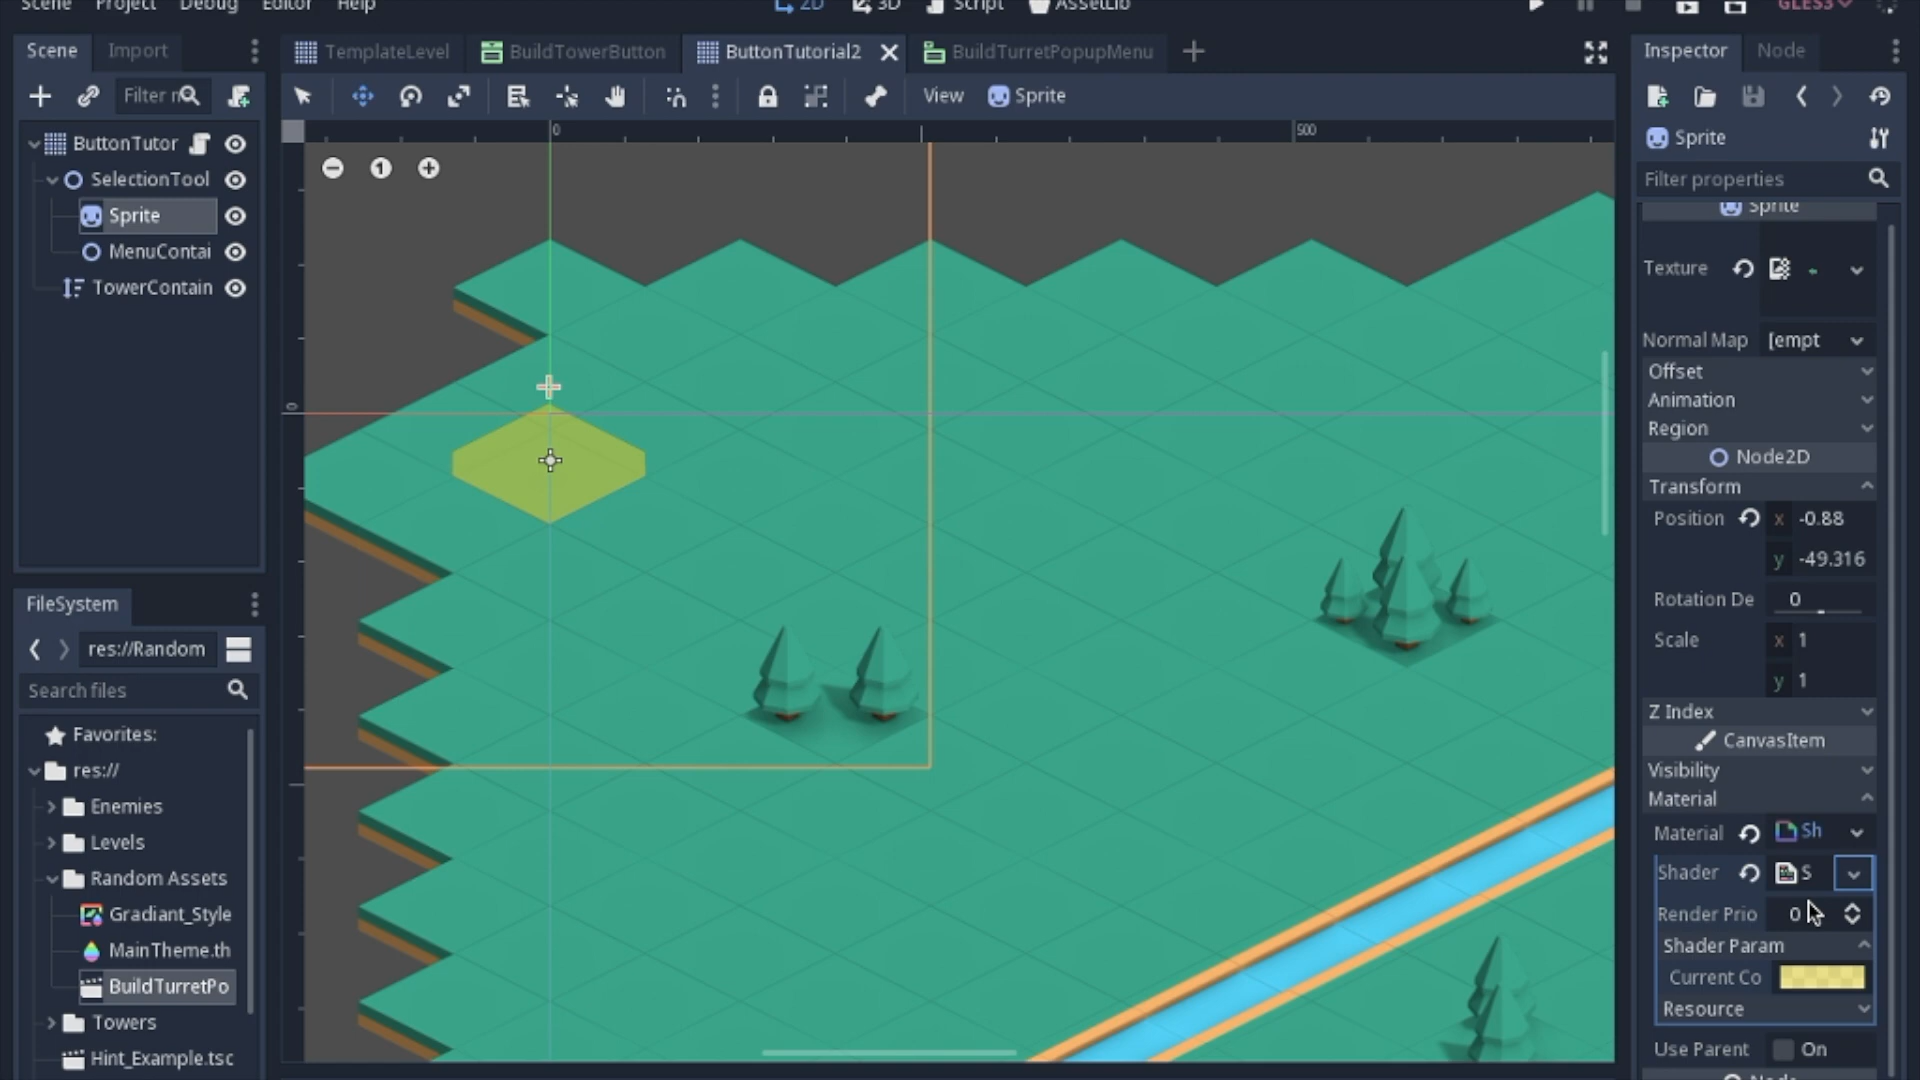 Scene Project Debug Editor Help 2D 3D Script AssetLib GLES3
Scene Import TemplateLevel BuildTowerButton ButtonTutorial2 BuildTurretPopupMenu Inspector Node
Filter n View Sprite
ButtonTutor
SelectionTool
Sprite
MenuContai
TowerContain
0 500
0
1
FileSystem
res://Random
Search files
Favorites:
res://
Enemies
Levels
Random Assets
Gradiant_Style
MainTheme.th
BuildTurretPo
Towers
Hint_Example.tsc
Sprite
Filter properties
Sprite
Texture
Normal Map [empt
Offset
Animation
Region
Node2D
Transform
Position x -0.88
y -49.316
Rotation De 0
Scale x 1
y 1
Z Index
CanvasItem
Visibility
Material
Material Sh
Shader S
Render Prio 0
Shader Param
Current Co
Resource
Use Parent On